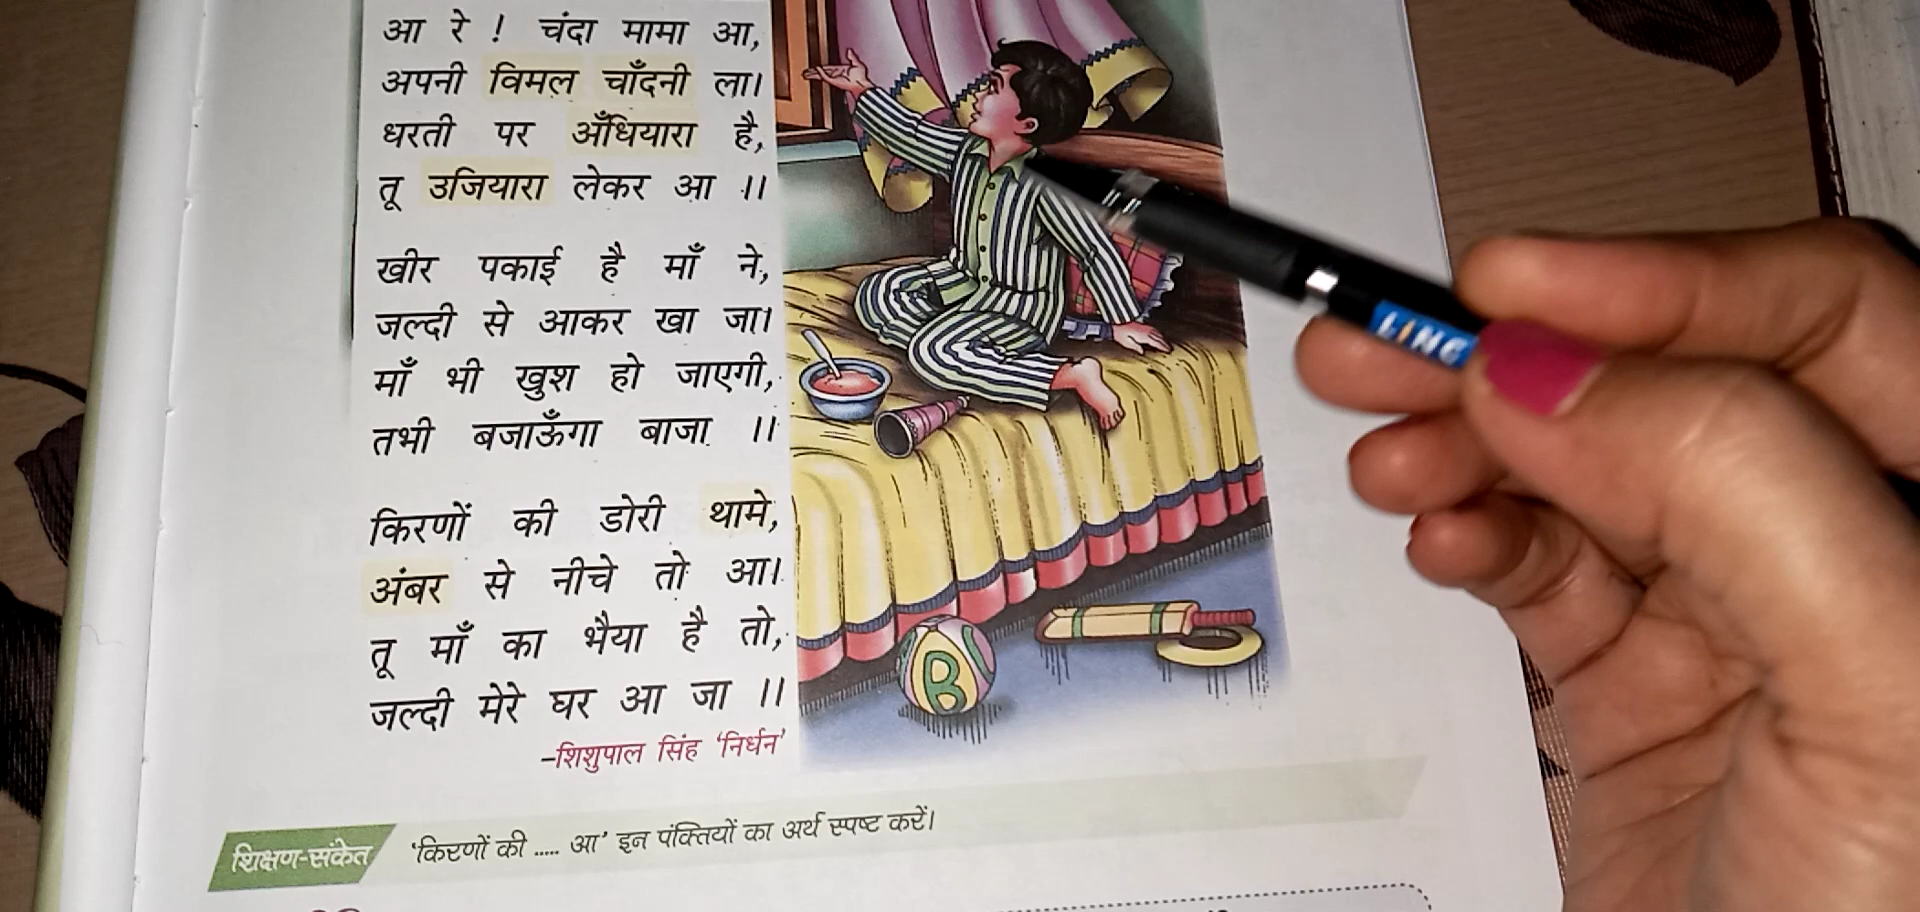 आ रे ! चंदा मामा आ,
अपनी विमल चाँदनी ला।
धरती पर अँधियारा है,
तू उजियारा लेकर आ ।।
खीर पकाई है माँ ने,
जल्दी से आकर खा जा।
माँ भी खुश हो जाएगी,
तभी बजाऊँगा बाजा ।।
किरणों की डोरी थामे,
अंबर से नीचे तो आ।
तू माँ का भैया है तो,
जल्दी मेरे घर आ जा ।।
–शिशुपाल सिंह ‘निर्धन’
B
LINC
शिक्षण-संकेत ‘किरणों की ..... आ’ इन पंक्तियों का अर्थ स्पष्ट करें।